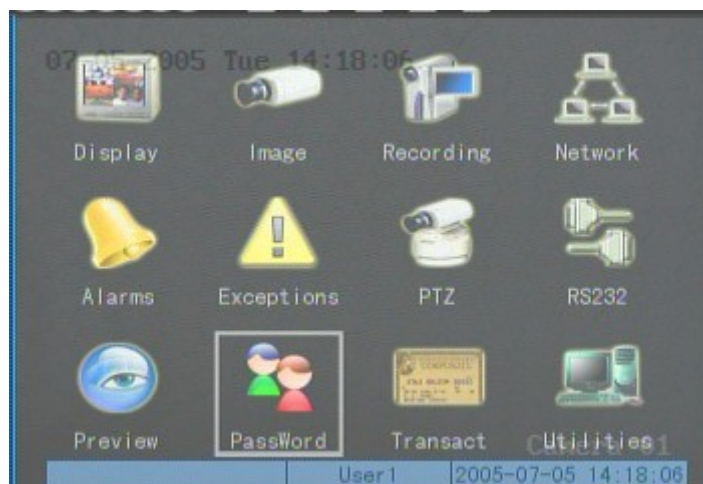 07-05-2005 Tue 14:18:06
Display Image Recording Network
Alarms Exceptions PTZ RS232
Preview PassWord Transact Utilities
Camera 01
User1 2005-07-05 14:18:06